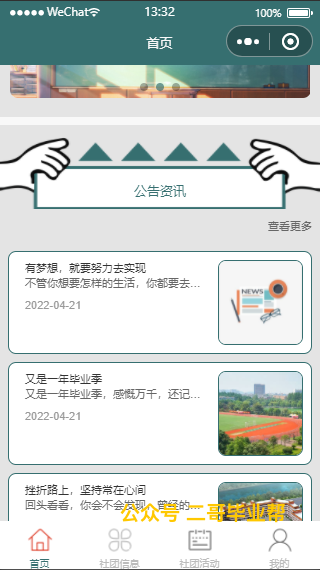 WeChat
13:32
100%
首页
公告资讯
查看更多
有梦想，就要努力去实现
不管你想要怎样的生活，你都要去...
2022-04-21
NEWS
又是一年毕业季
又是一年毕业季，感慨万千，还记...
2022-04-21
挫折路上，坚持常在心间
回头看看，你会不会发现，曾经的...
公众号 二哥毕业帮
首页
社团信息
社团活动
我的